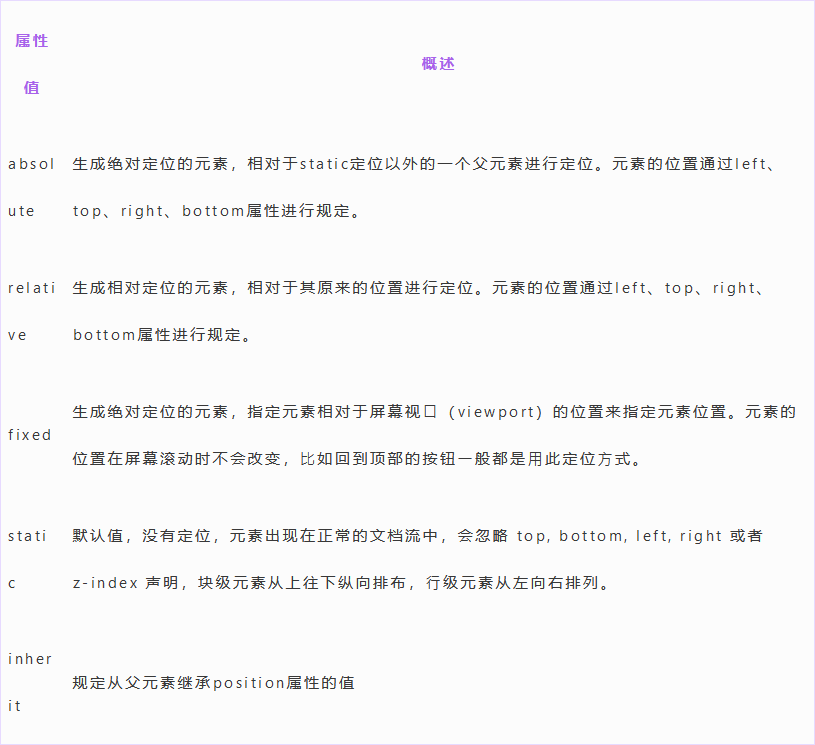 属性
值
概述
absol
ute
生成绝对定位的元素，相对于static定位以外的一个父元素进行定位。元素的位置通过left、
top、right、bottom属性进行规定。
relati
ve
生成相对定位的元素，相对于其原来的位置进行定位。元素的位置通过left、top、right、
bottom属性进行规定。
fixed
生成绝对定位的元素，指定元素相对于屏幕视口（viewport）的位置来指定元素位置。元素的
位置在屏幕滚动时不会改变，比如回到顶部的按钮一般都是用此定位方式。
stati
c
默认值，没有定位，元素出现在正常的文档流中，会忽略 top, bottom, left, right 或者
z-index 声明，块级元素从上往下纵向排布，行级元素从左向右排列。
inher
it
规定从父元素继承position属性的值